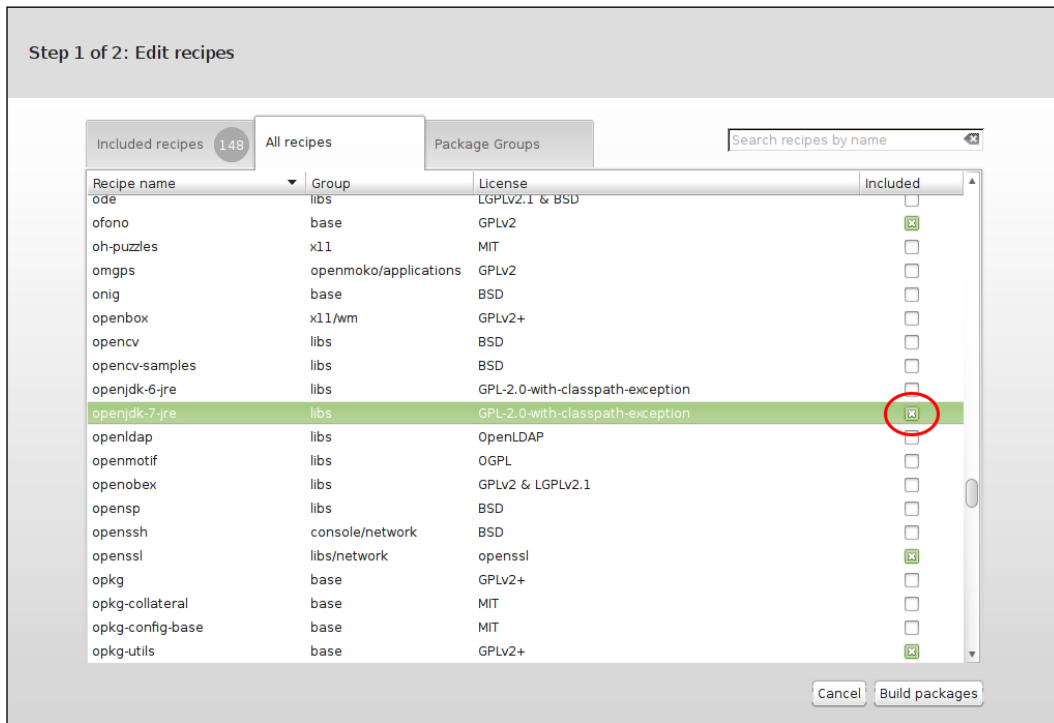 Step 1 of 2: Edit recipes
Included recipes 148 All recipes Package Groups Search recipes by name
Recipe name Group License Included
ode libs LGPLv2.1 & BSD
ofono base GPLv2
oh-puzzles x11 MIT
omgps openmoko/applications GPLv2
onig base BSD
openbox x11/wm GPLv2+
opencv libs BSD
opencv-samples libs BSD
openjdk-6-jre libs GPL-2.0-with-classpath-exception
openjdk-7-jre libs GPL-2.0-with-classpath-exception
openldap libs OpenLDAP
openmotif libs OGPL
openobex libs GPLv2 & LGPLv2.1
opensp libs BSD
openssh console/network BSD
openssl libs/network openssl
opkg base GPLv2+
opkg-collateral base MIT
opkg-config-base base MIT
opkg-utils base GPLv2+
Cancel Build packages